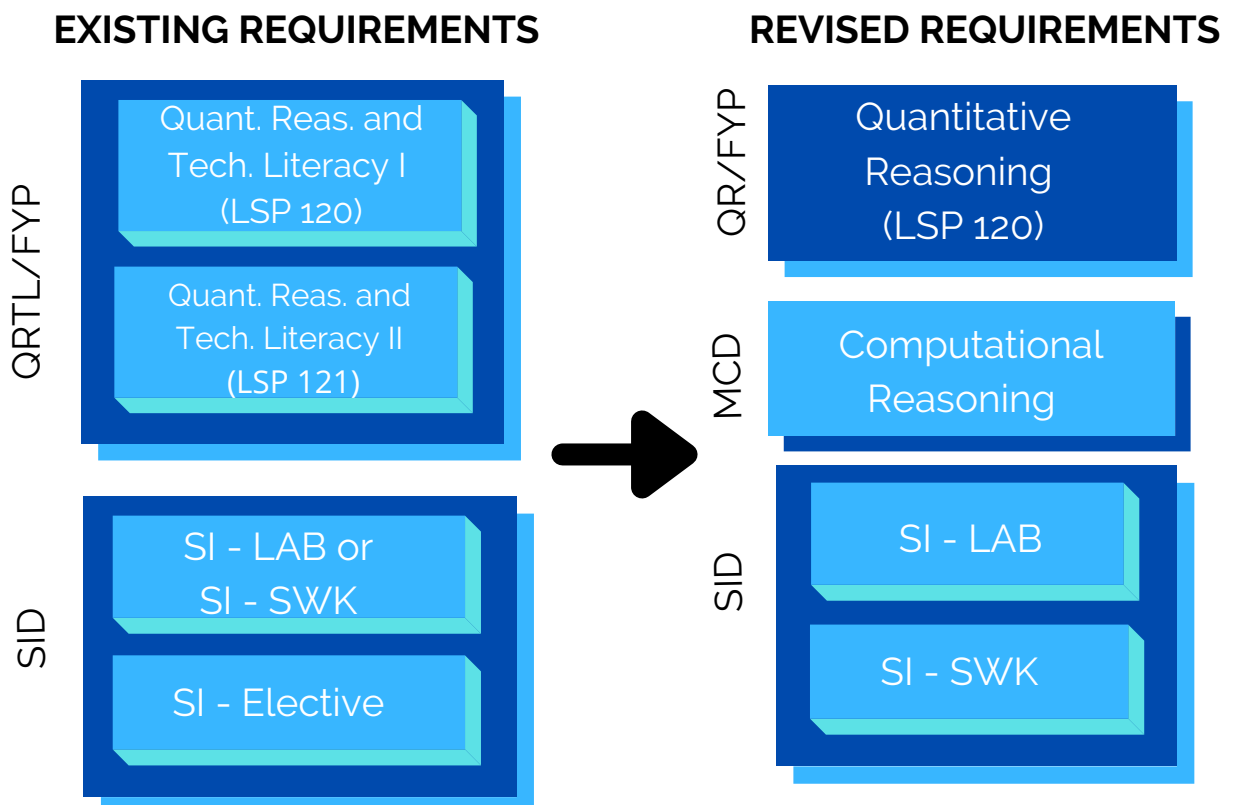 EXISTING REQUIREMENTS
QRTL/FYP
Quant. Reas. and
Tech. Literacy I
(LSP 120)
Quant. Reas. and
Tech. Literacy II
(LSP 121)
SID
SI - LAB or
SI - SWK
SI - Elective
REVISED REQUIREMENTS
QR/FYP
Quantitative
Reasoning
(LSP 120)
MCD
Computational
Reasoning
SID
SI - LAB
SI - SWK